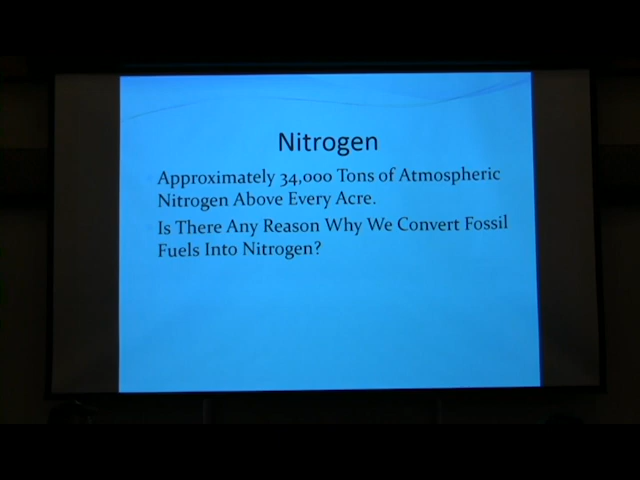 Nitrogen
Approximately 34,000 Tons of Atmospheric
Nitrogen Above Every Acre.
Is There Any Reason Why We Convert Fossil
Fuels Into Nitrogen?